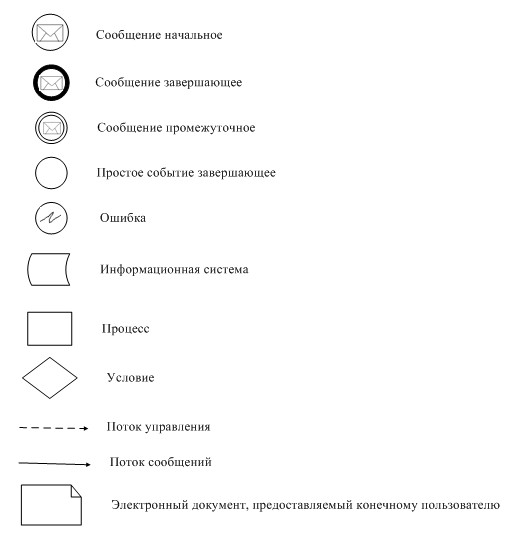 Сообщение начальное
Сообщение завершающее
Сообщение промежуточное
Простое событие завершающее
Ошибка
Информационная система
Процесс
Условие
Поток управления
Поток сообщений
Электронный документ, предоставляемый конечному пользователю